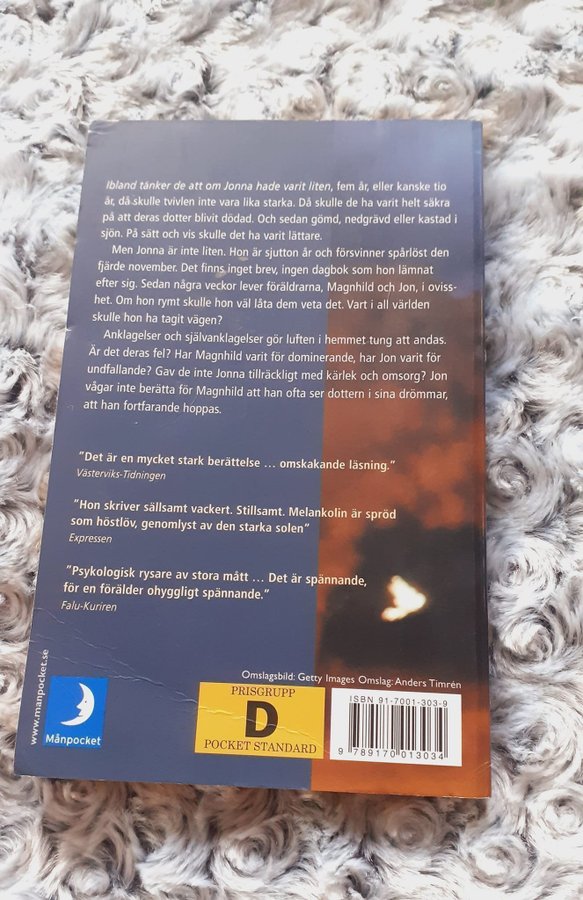 Ibland tänker de att om Jonna hade varit liten, fem år, eller kanske tio
år, då skulle tvivlen inte vara lika starka. Då skulle de ha varit helt säkra
på att deras dotter blivit dödad. Och sedan gömd, nedgrävd eller kastad i
sjön. På sätt och vis skulle det ha varit lättare.
Men Jonna är inte liten. Hon är sjutton år och försvinner spårlöst den
fjärde november. Det finns inget brev, ingen dagbok som hon lämnat
efter sig. Sedan några veckor lever föräldrarna, Magnhild och Jon, i oviss-
het. Om hon rymt skulle hon väl låta dem veta det. Vart i all världen
skulle hon ha tagit vägen?
Anklagelser och självanklagelser gör luften i hemmet tung att andas.
Är det deras fel? Har Magnhild varit för dominerande, har Jon varit för
undfallande? Gav de inte Jonna tillräckligt med kärlek och omsorg? Jon
vågar inte berätta för Magnhild att han ofta ser dottern i sina drömmar,
att han fortfarande hoppas.
”Det är en mycket stark berättelse ... omskakande läsning.”
Västerviks-Tidningen
”Hon skriver sällsamt vackert. Stillsamt. Melankolin är spröd
som höstlöv, genomlyst av den starka solen”
Expressen
”Psykologisk rysare av stora mått ... Det är spännande,
för en förälder ohyggligt spännande.”
Falu-Kuriren
Omslagsbild: Getty Images Omslag: Anders Timrén
www.manpocket.se
Månpocket
PRISGRUPP
D
POCKET STANDARD
ISBN 91-7001-303-9
9 789170 013034